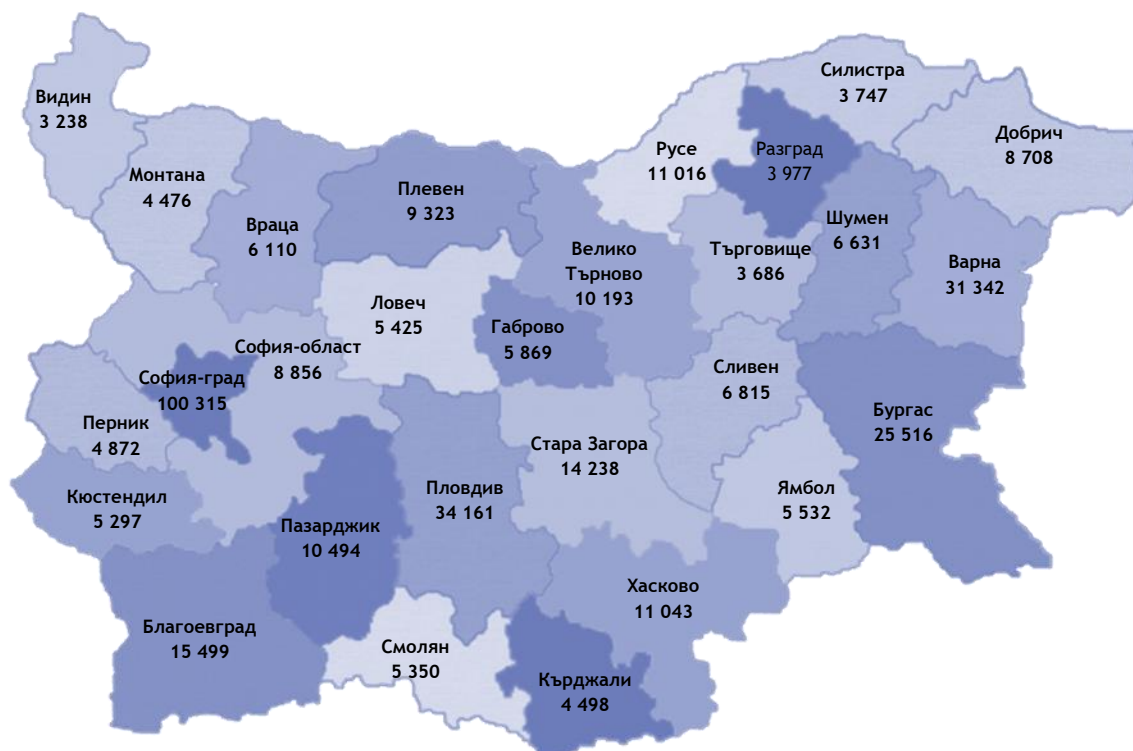 Видин
3 238
Монтана
4 476
Враца
6 110
Плевен
9 323
Велико
Търново
10 193
Русе
11 016
Разград
3 977
Силистра
3 747
Добрич
8 708
Шумен
6 631
Търговище
3 686
Варна
31 342
Ловеч
5 425
Габрово
5 869
София-област
8 856
София-град
100 315
Перник
4 872
Кюстендил
5 297
Благоевград
15 499
Пазарджик
10 494
Пловдив
34 161
Стара Загора
14 238
Сливен
6 815
Бургас
25 516
Ямбол
5 532
Хасково
11 043
Смолян
5 350
Кърджали
4 498